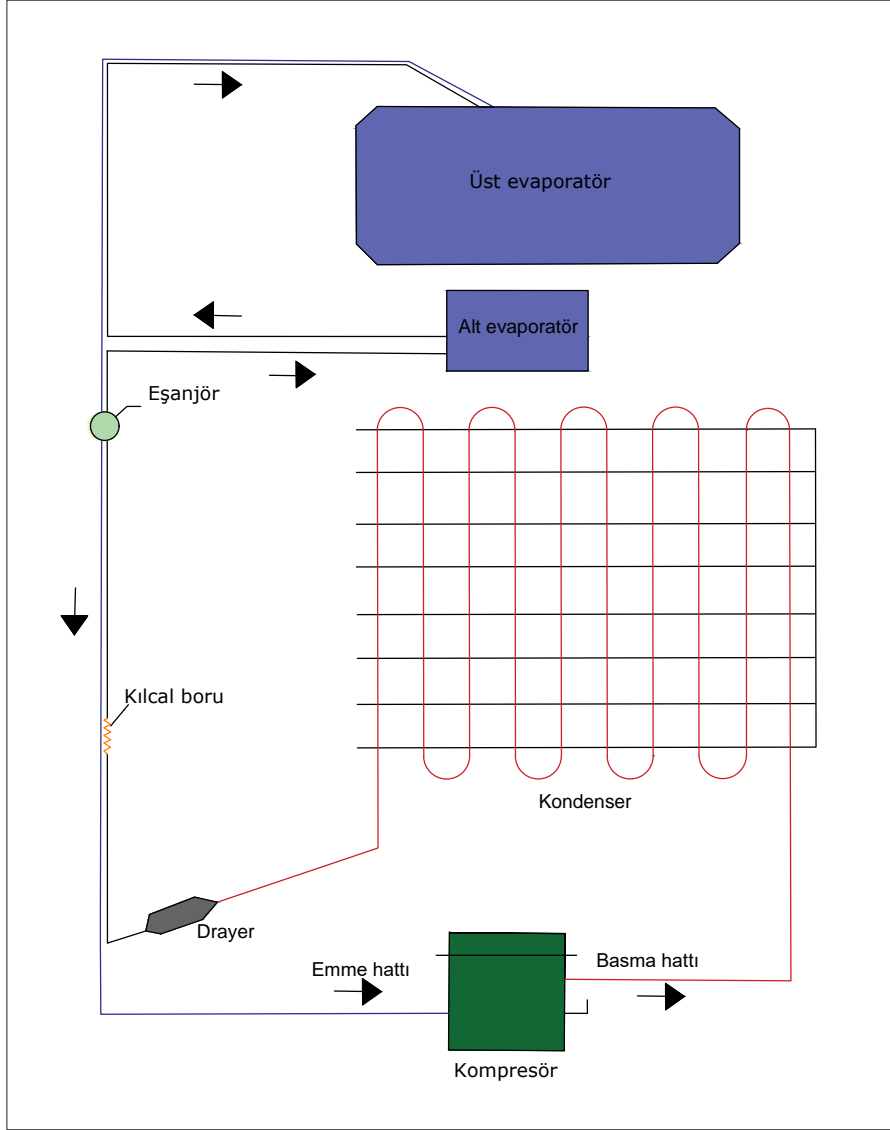 Üst evaporatör
Alt evaporatör
Eşanjör
Kılcal boru
Kondenser
Drayer
Emme hattı
Basma hattı
Kompresör